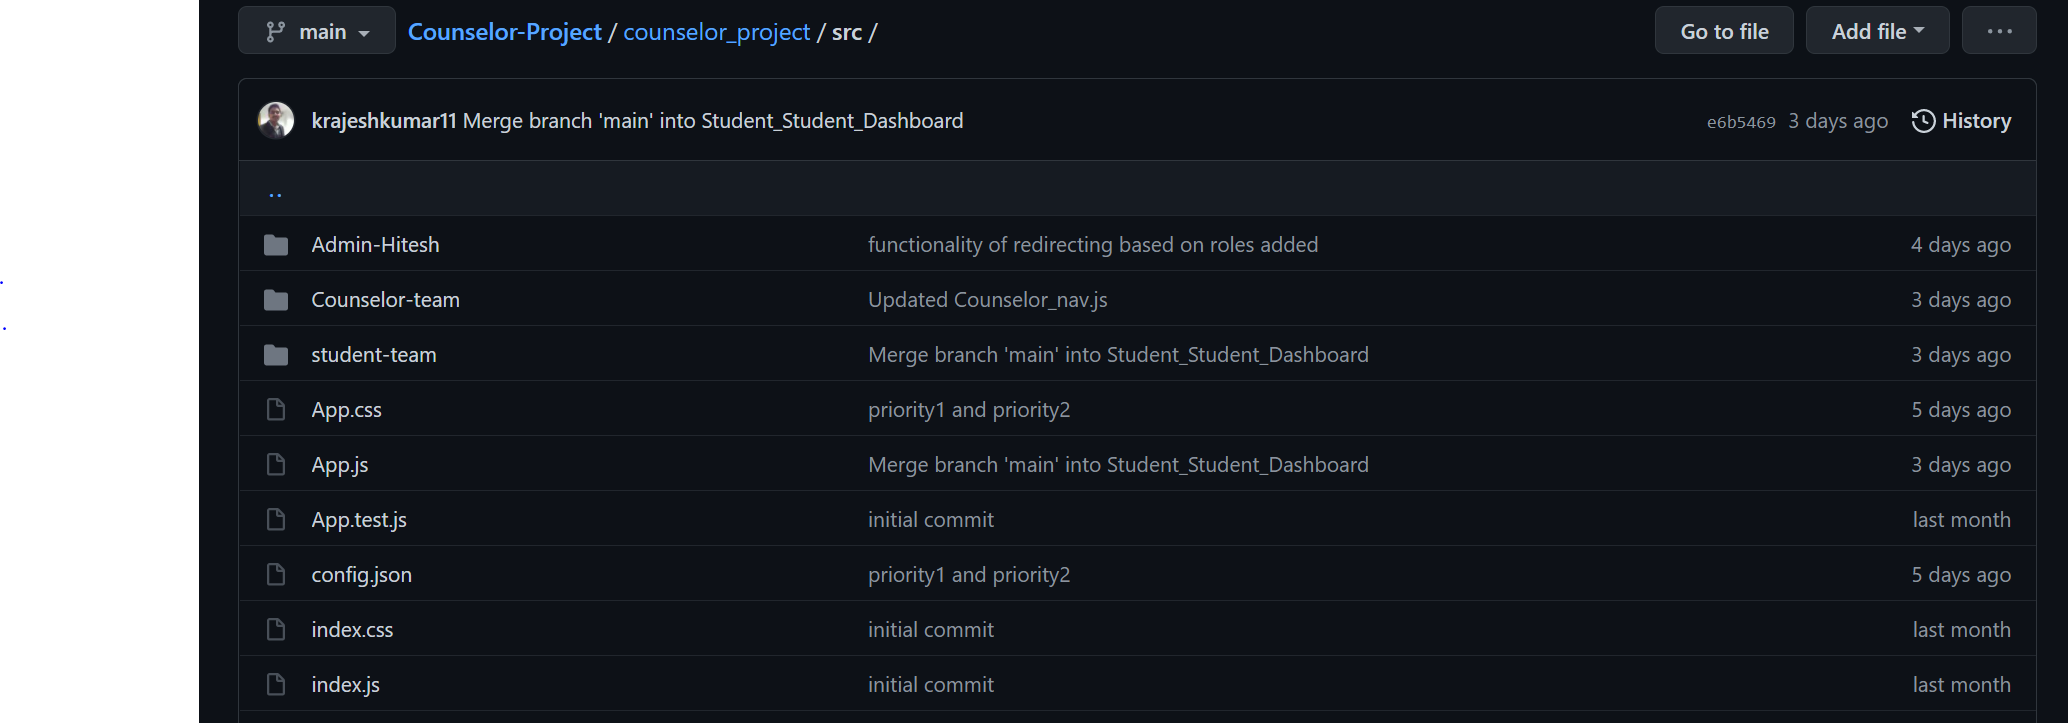 main Counselor-Project / counselor_project / src / Go to file Add file ...
krajeshkumar11 Merge branch 'main' into Student_Student_Dashboard e6b5469 3 days ago History
..
Admin-Hitesh functionality of redirecting based on roles added 4 days ago
Counselor-team Updated Counselor_nav.js 3 days ago
student-team Merge branch 'main' into Student_Student_Dashboard 3 days ago
App.css priority1 and priority2 5 days ago
App.js Merge branch 'main' into Student_Student_Dashboard 3 days ago
App.test.js initial commit last month
config.json priority1 and priority2 5 days ago
index.css initial commit last month
index.js initial commit last month